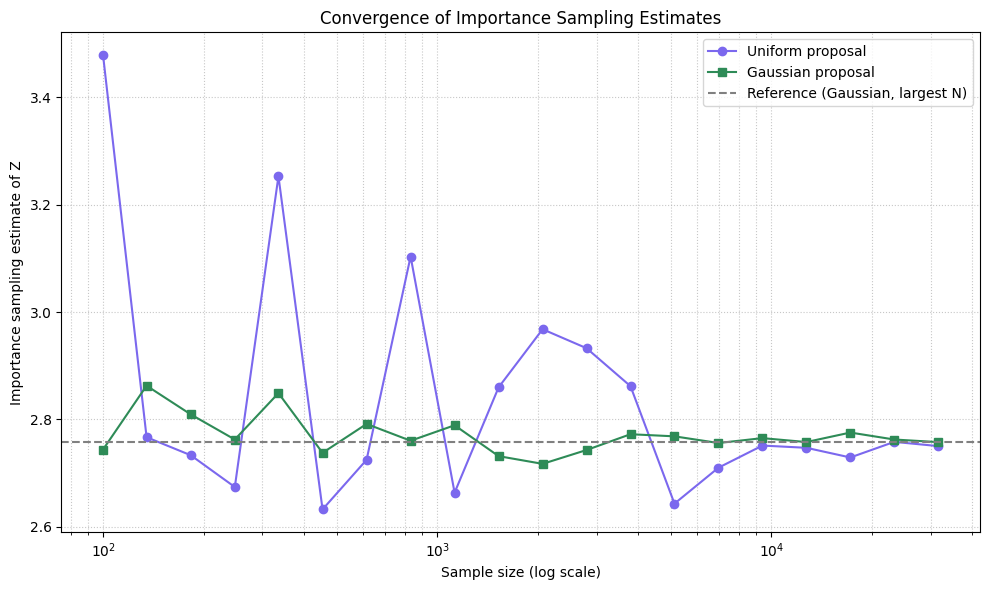 Convergence of Importance Sampling Estimates
Uniform proposal
Gaussian proposal
Reference (Gaussian, largest N)
Importance sampling estimate of Z
3.4
3.2
3.0
2.8
2.6
10²
10³
10⁴
Sample size (log scale)